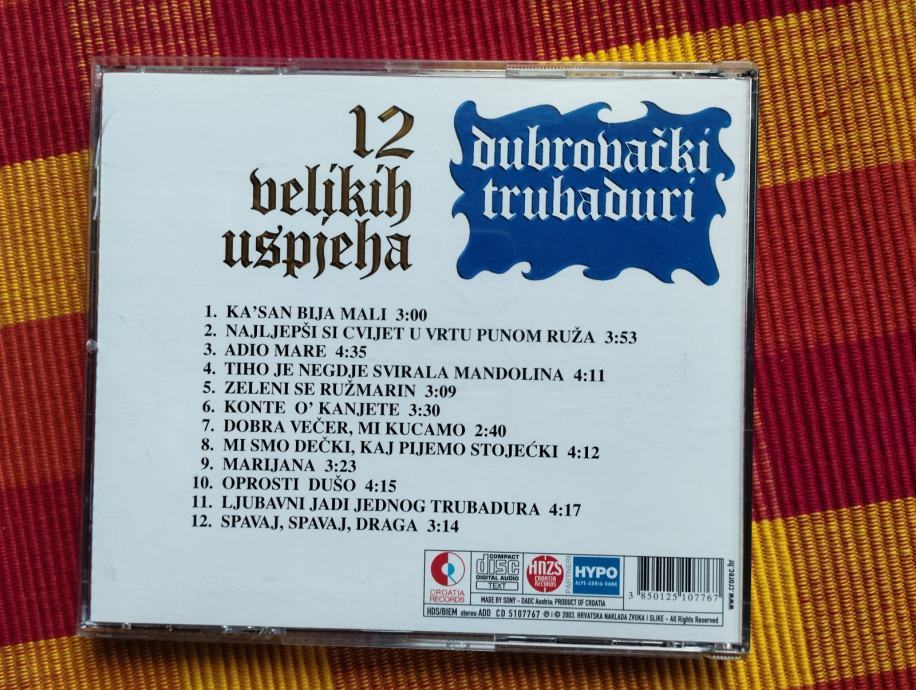 12
velikih
uspjeha
dubrovački
trubaduri
1. KA'SAN BIJA MALI 3:00
2. NAJLJEPŠI SI CVIJET U VRTU PUNOM RUŽA 3:53
3. ADIO MARE 4:35
4. TIHO JE NEGDJE SVIRALA MANDOLINA 4:11
5. ZELENI SE RUŽMARIN 3:09
6. KONTE O' KANJETE 3:30
7. DOBRA VEČER, MI KUCAMO 2:40
8. MI SMO DEČKI, KAJ PIJEMO STOJEĆKI 4:12
9. MARIJANA 3:23
10. OPROSTI DUŠO 4:15
11. LJUBAVNI JADI JEDNOG TRUBADURA 4:17
12. SPAVAJ, SPAVAJ, DRAGA 3:14
CROATIA
RECORDS
COMPACT
disc
DIGITAL AUDIO
TEXT
HNZS
CROATIA
RECORDS
PARTNERI
HYPO
ALPE-ADRIA-BANK
3 850125 107767
www.crorec.hr
MADE BY SONY - DADC Austria; PRODUCT OF CROATIA
HDS/BIEM stereo ADD CD 5107767 ℗ i © 2003. HRVATSKA NAKLADA ZVUKA I SLIKE - All Rights Reserved